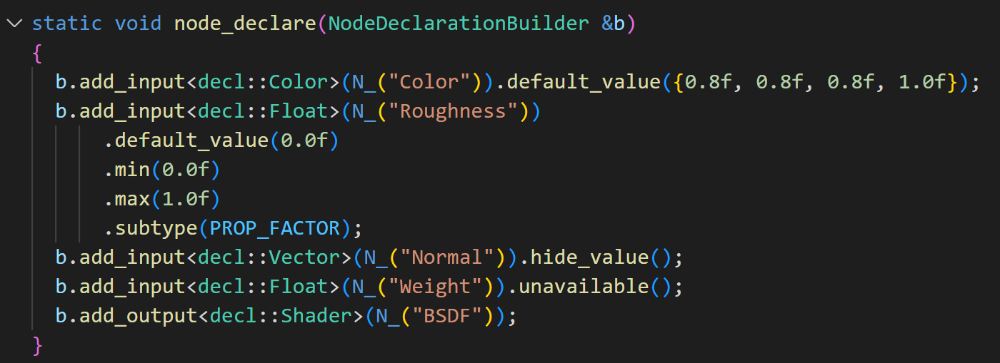 static void node_declare(NodeDeclarationBuilder &b)
{
  b.add_input<decl::Color>(N_("Color")).default_value({0.8f, 0.8f, 0.8f, 1.0f});
  b.add_input<decl::Float>(N_("Roughness"))
      .default_value(0.0f)
      .min(0.0f)
      .max(1.0f)
      .subtype(PROP_FACTOR);
  b.add_input<decl::Vector>(N_("Normal")).hide_value();
  b.add_input<decl::Float>(N_("Weight")).unavailable();
  b.add_output<decl::Shader>(N_("BSDF"));
}